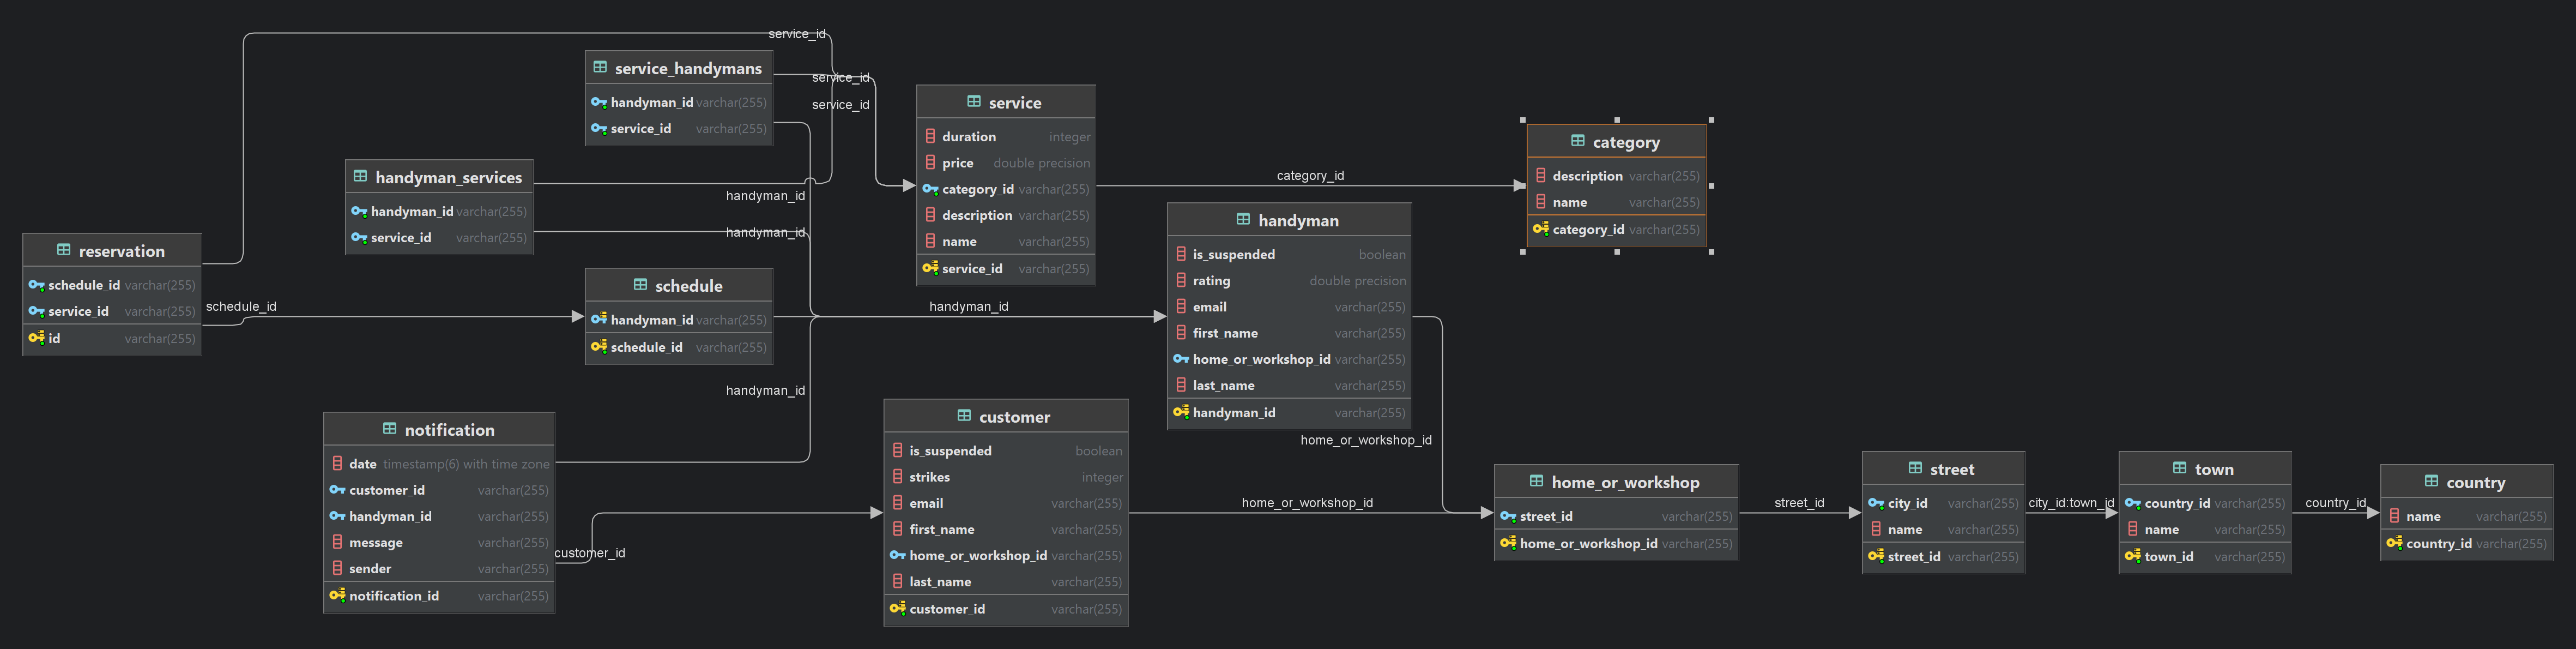 service_id
service_handymans
handyman_id varchar(255)
service_id varchar(255)
service_id
service_id
service
duration integer
price double precision
category_id varchar(255)
description varchar(255)
name varchar(255)
service_id varchar(255)
category_id
category
description varchar(255)
name varchar(255)
category_id varchar(255)
handyman_services
handyman_id varchar(255)
service_id varchar(255)
handyman_id
handyman_id
reservation
schedule_id varchar(255)
service_id varchar(255)
id varchar(255)
schedule_id
schedule
handyman_id varchar(255)
schedule_id varchar(255)
handyman_id
handyman_id
handyman
is_suspended boolean
rating double precision
email varchar(255)
first_name varchar(255)
home_or_workshop_id varchar(255)
last_name varchar(255)
handyman_id varchar(255)
home_or_workshop_id
notification
date timestamp(6) with time zone
customer_id varchar(255)
handyman_id varchar(255)
message varchar(255)
sender varchar(255)
notification_id varchar(255)
customer_id
customer
is_suspended boolean
strikes integer
email varchar(255)
first_name varchar(255)
home_or_workshop_id varchar(255)
last_name varchar(255)
customer_id varchar(255)
home_or_workshop_id
home_or_workshop
street_id varchar(255)
home_or_workshop_id varchar(255)
street_id
street
city_id varchar(255)
name varchar(255)
street_id varchar(255)
city_id:town_id
town
country_id varchar(255)
name varchar(255)
town_id varchar(255)
country_id
country
name varchar(255)
country_id varchar(255)